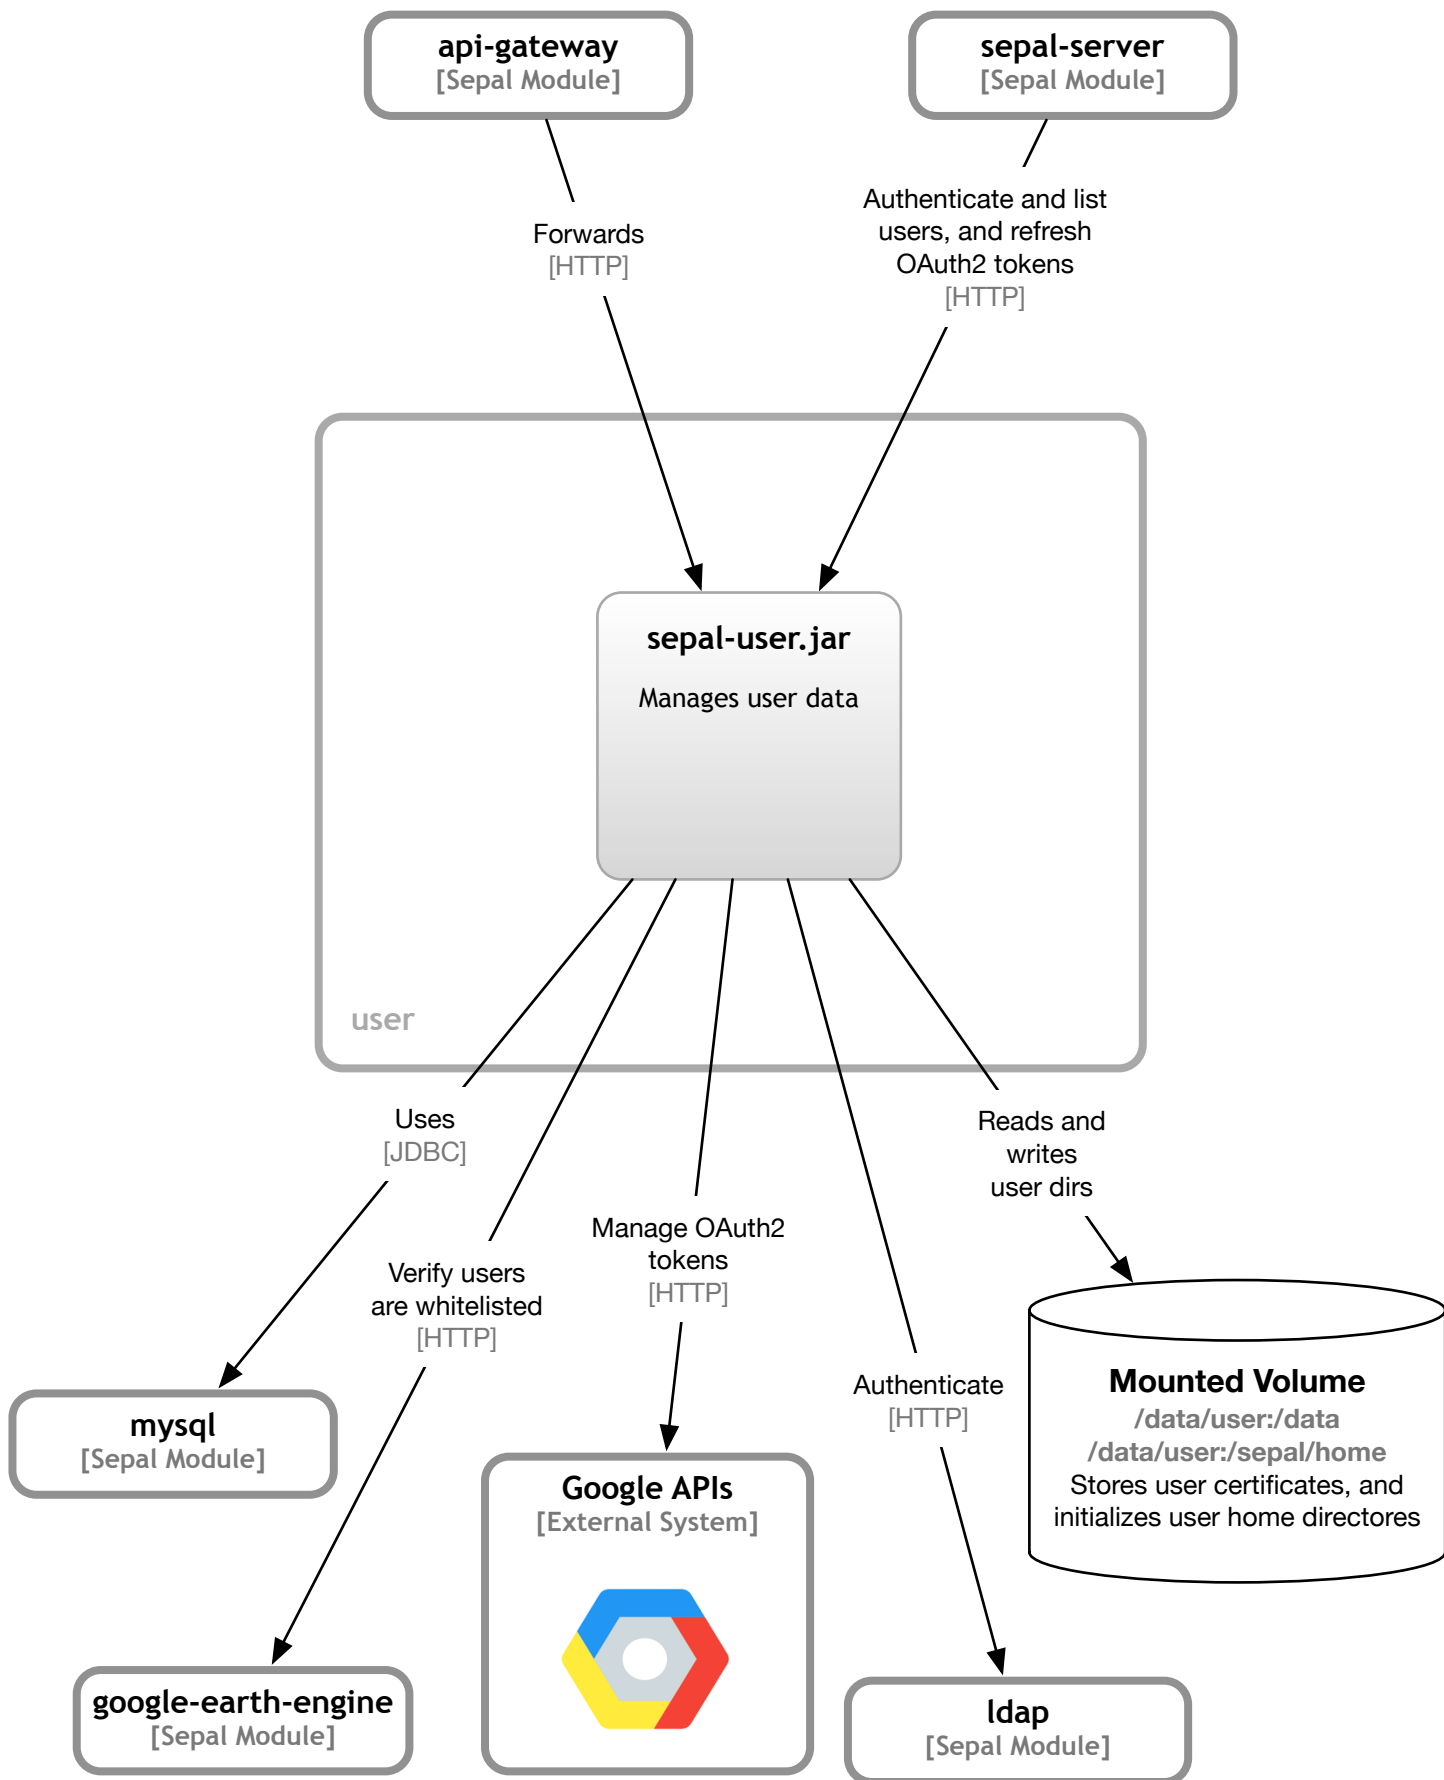 api-gateway
[Sepal Module]
sepal-server
[Sepal Module]
Forwards
[HTTP]
Authenticate and list
users, and refresh
OAuth2 tokens
[HTTP]
sepal-user.jar
Manages user data
user
Uses
[JDBC]
Verify users
are whitelisted
[HTTP]
Manage OAuth2
tokens
[HTTP]
Authenticate
[HTTP]
Reads and
writes
user dirs
Mounted Volume
/data/user:/data
/data/user:/sepal/home
Stores user certificates, and
initializes user home directores
mysql
[Sepal Module]
Google APIs
[External System]
google-earth-engine
[Sepal Module]
ldap
[Sepal Module]